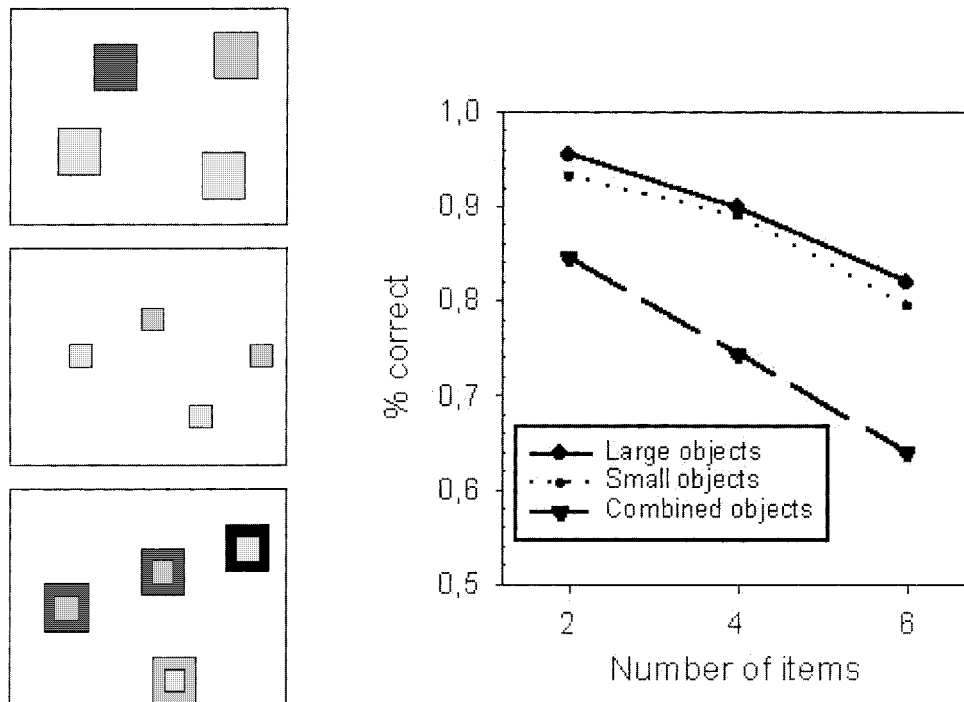 1,0
0,9
0,8
0,7
0,6
0,5
% correct
Large objects
Small objects
Combined objects
2 4 6
Number of items